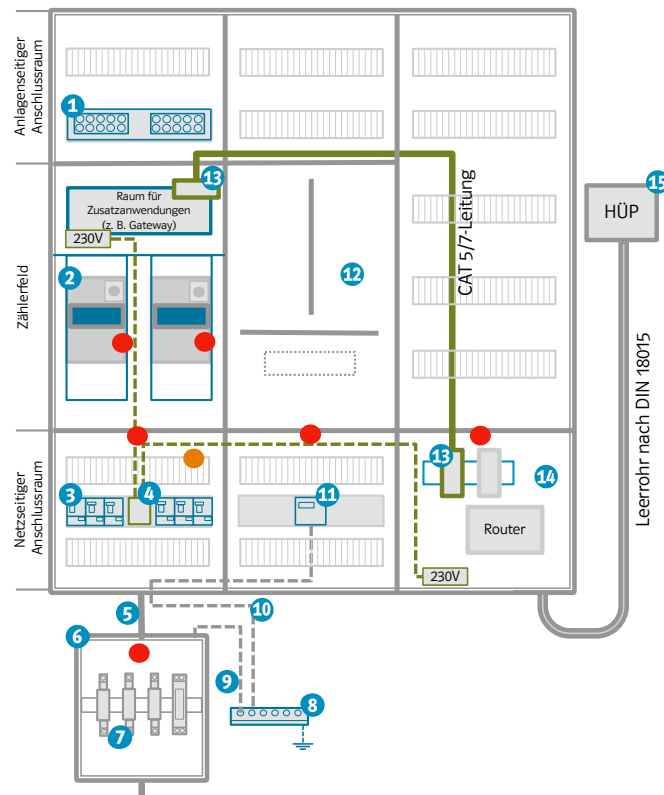 Anlagenseitiger
Anschlussraum
1
13
Raum für
Zusatzanwendungen
(z. B. Gateway)
230V
CAT 5/7-Leitung
15
HÜP
Zählerfeld
2
12
Leerrohr nach DIN 18015
Netzseitiger
Anschlussraum
3
4
11
13
14
Router
230V
5
6
10
9
8
7